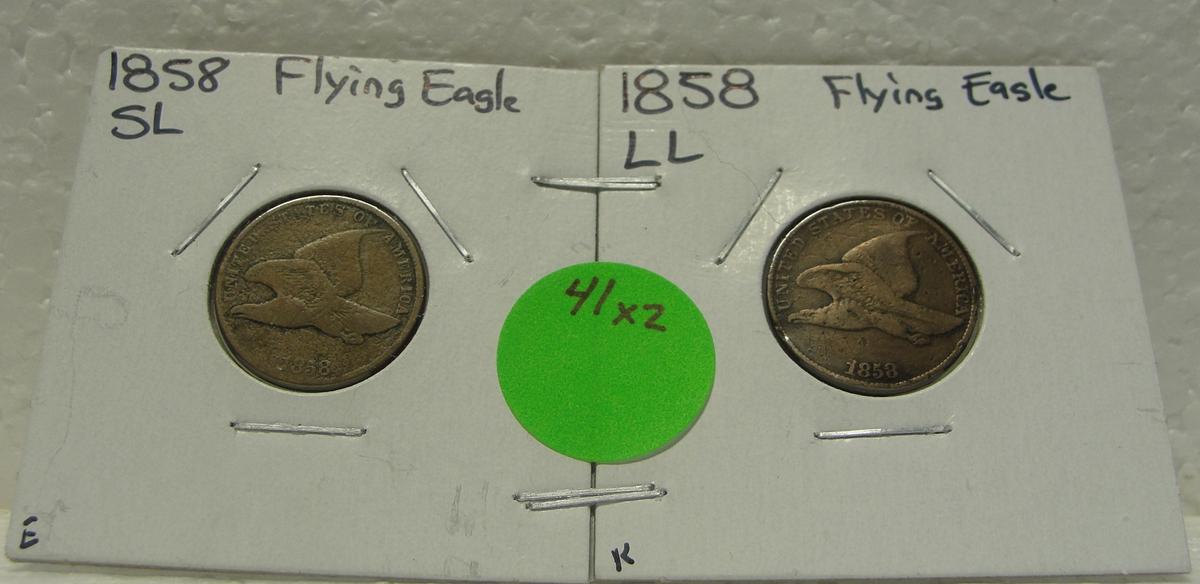 1858 Flying Eagle
SL
1858 Flying Eagle
LL
UNITED STATES OF AMERICA
1858
41x2
UNITED STATES OF AMERICA
1858
E
K